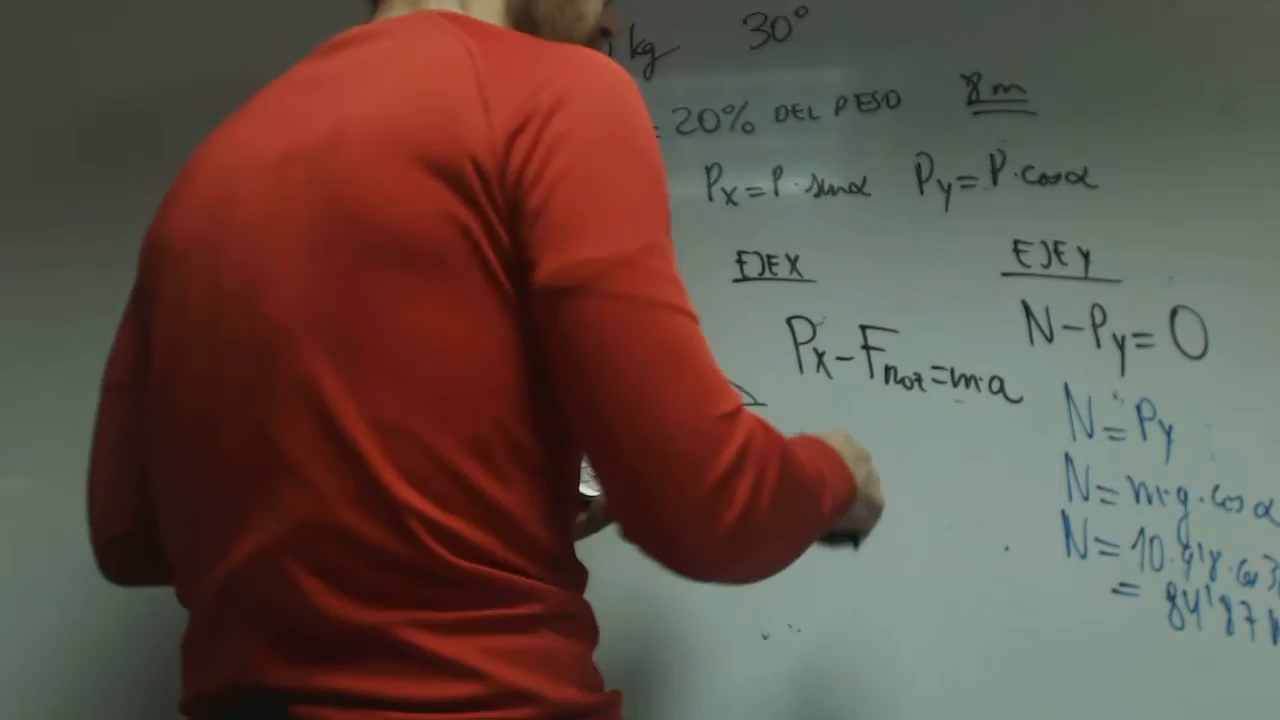 kg 30°
= 20% DEL PESO 8m
Px=P·sinα Py=P·cosα
EJE X EJE Y
Px-Froz=m·a N-Py=0
N=Py
N=m·g·cosα
N=10·9'8·cos3
= 84'87